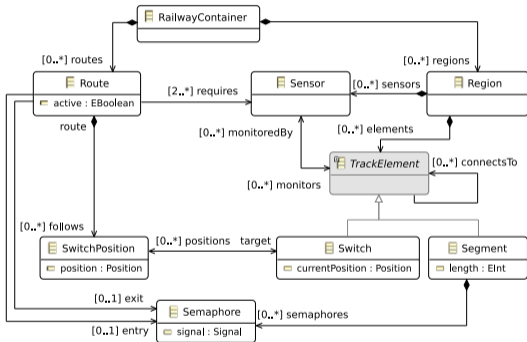 RailwayContainer
[0..*] routes
[0..*] regions
Route
active : EBoolean
route
[2..*] requires
Sensor
[0..*] sensors
Region
[0..*] monitoredBy
[0..*] elements
TrackElement
[0..*] connectsTo
[0..*] monitors
[0..*] follows
SwitchPosition
position : Position
[0..*] positions
target
Switch
currentPosition : Position
Segment
length : EInt
[0..1] exit
[0..1] entry
Semaphore
signal : Signal
[0..*] semaphores